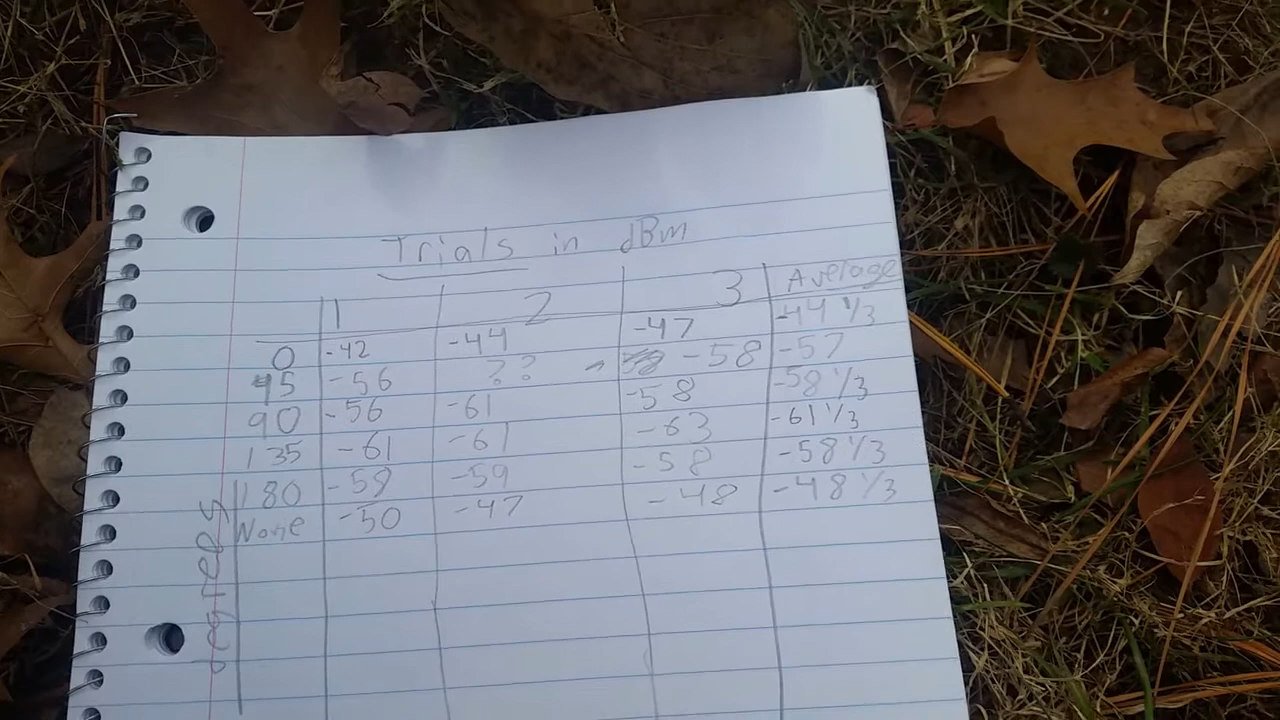 Trials in dBm
1 2 3 Average
0 -42 -44 -47 -44 1/3
45 -56 ?? -58 -57
90 -56 -61 -58 -58 1/3
135 -61 -61 -63 -61 1/3
180 -58 -59 -58 -58 1/3
None -50 -47 -48 -48 1/3
Degrees